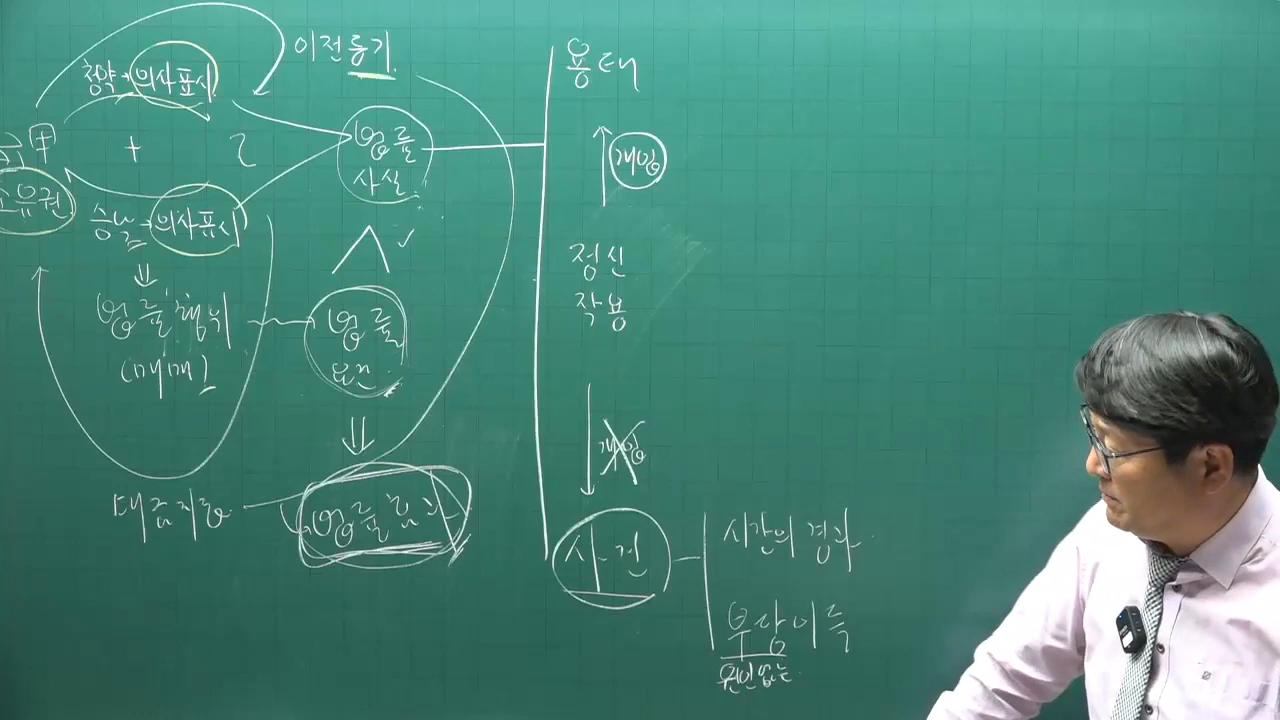 이전등기
청약 의사표시
甲 + 乙
소유권
승낙 의사표시
법률행위
(매매)
대금지급
법률
사실
법률
요건
법률효과
용태
개입
정신
작용
개입
사건
시간의 경과
부당이득
원인없는